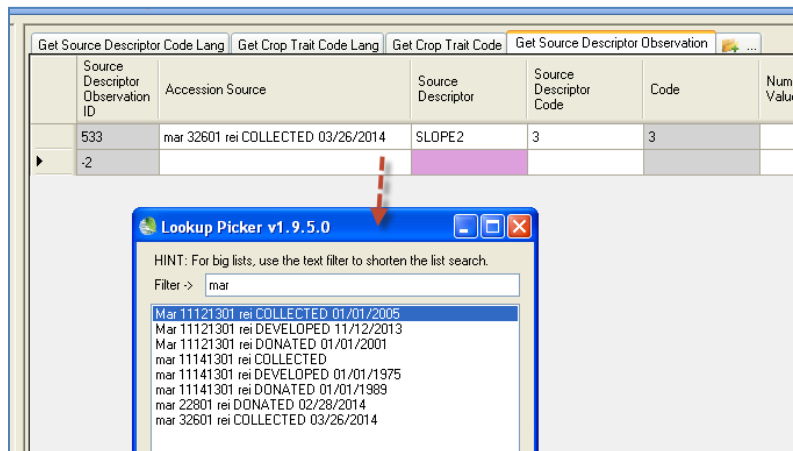 Get Source Descriptor Code Lang Get Crop Trait Code Lang Get Crop Trait Code Get Source Descriptor Observation ...
Source Descriptor Observation ID Accession Source Source Descriptor Source Descriptor Code Code Num Value
533 mar 32601 rei COLLECTED 03/26/2014 SLOPE2 3 3
-2
Lookup Picker v1.9.5.0
HINT: For big lists, use the text filter to shorten the list search.
Filter -> mar
Mar 11121301 rei COLLECTED 01/01/2005
Mar 11121301 rei DEVELOPED 11/12/2013
Mar 11121301 rei DONATED 01/01/2001
mar 11141301 rei COLLECTED
mar 11141301 rei DEVELOPED 01/01/1975
mar 11141301 rei DONATED 01/01/1989
mar 22801 rei DONATED 02/28/2014
mar 32601 rei COLLECTED 03/26/2014